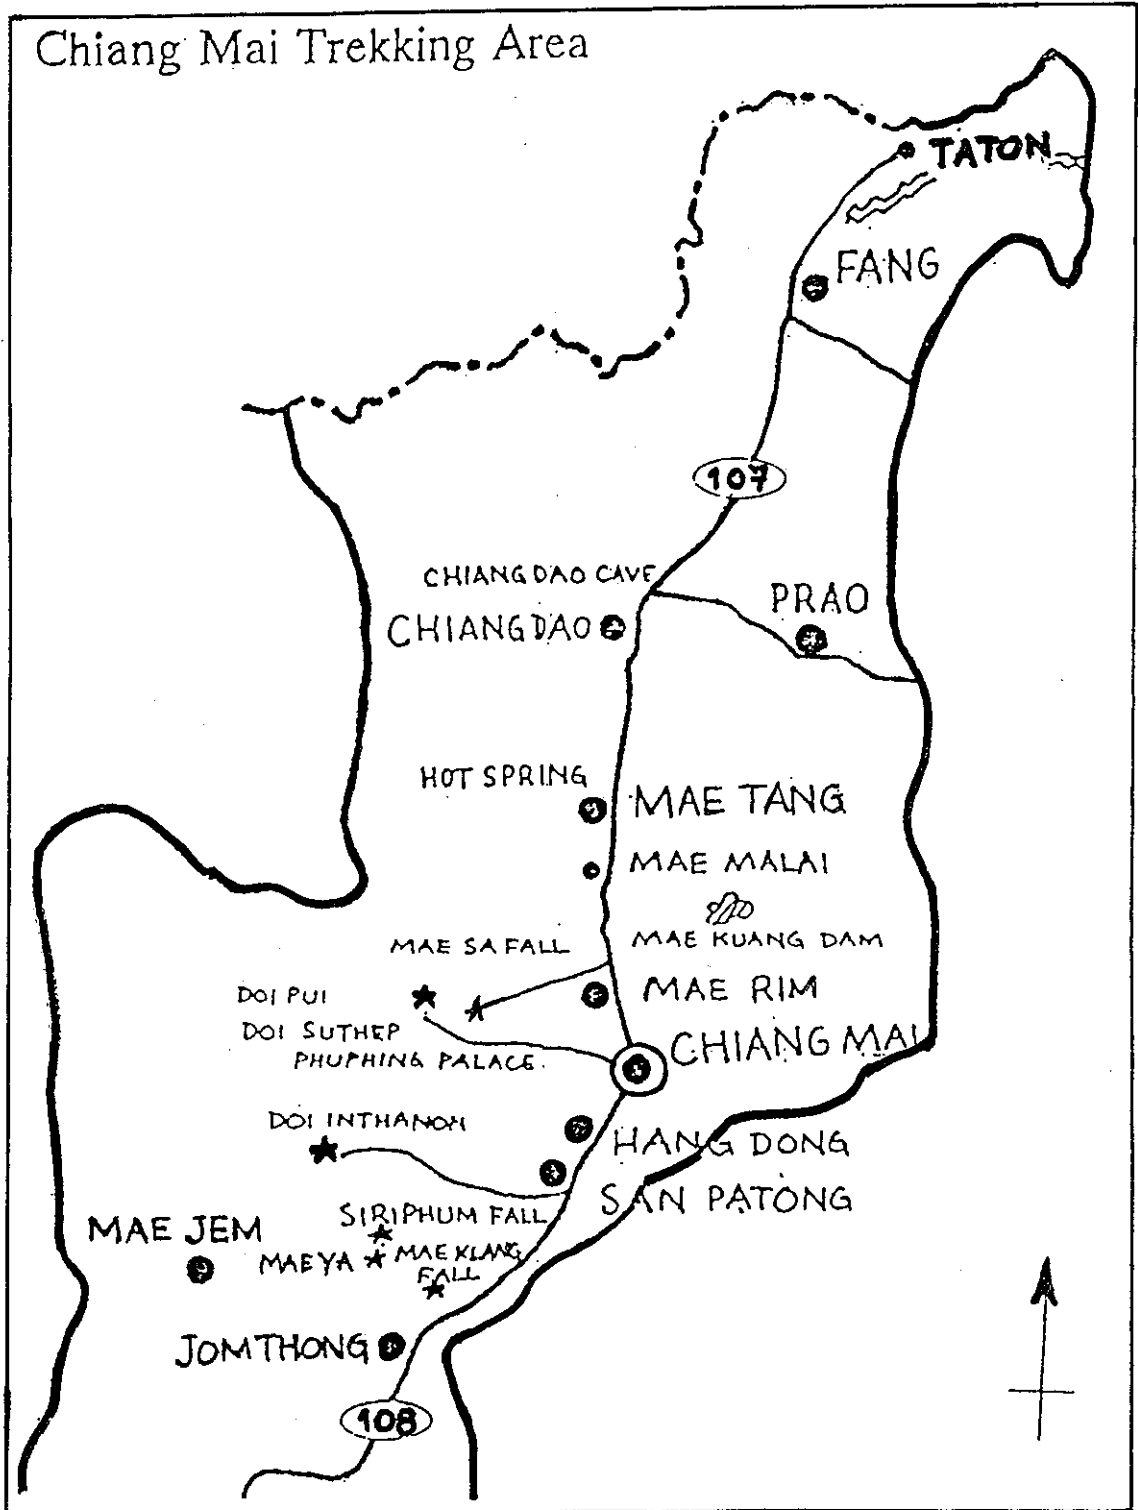 Chiang Mai Trekking Area
TATON
FANG
107
CHIANG DAO CAVE
PRAO
CHIANG DAO
HOT SPRING
MAE TANG
MAE MALAI
MAE SA FALL
MAE KUANG DAM
DOI PUI
MAE RIM
DOI SUTHEP
CHIANG MAI
PHUPHING PALACE
DOI INTHANON
HANG DONG
SAN PATONG
SIRIPHUM FALL
MAE JEM
MAEYA
MAE KLANG
FALL
JOMTHONG
108